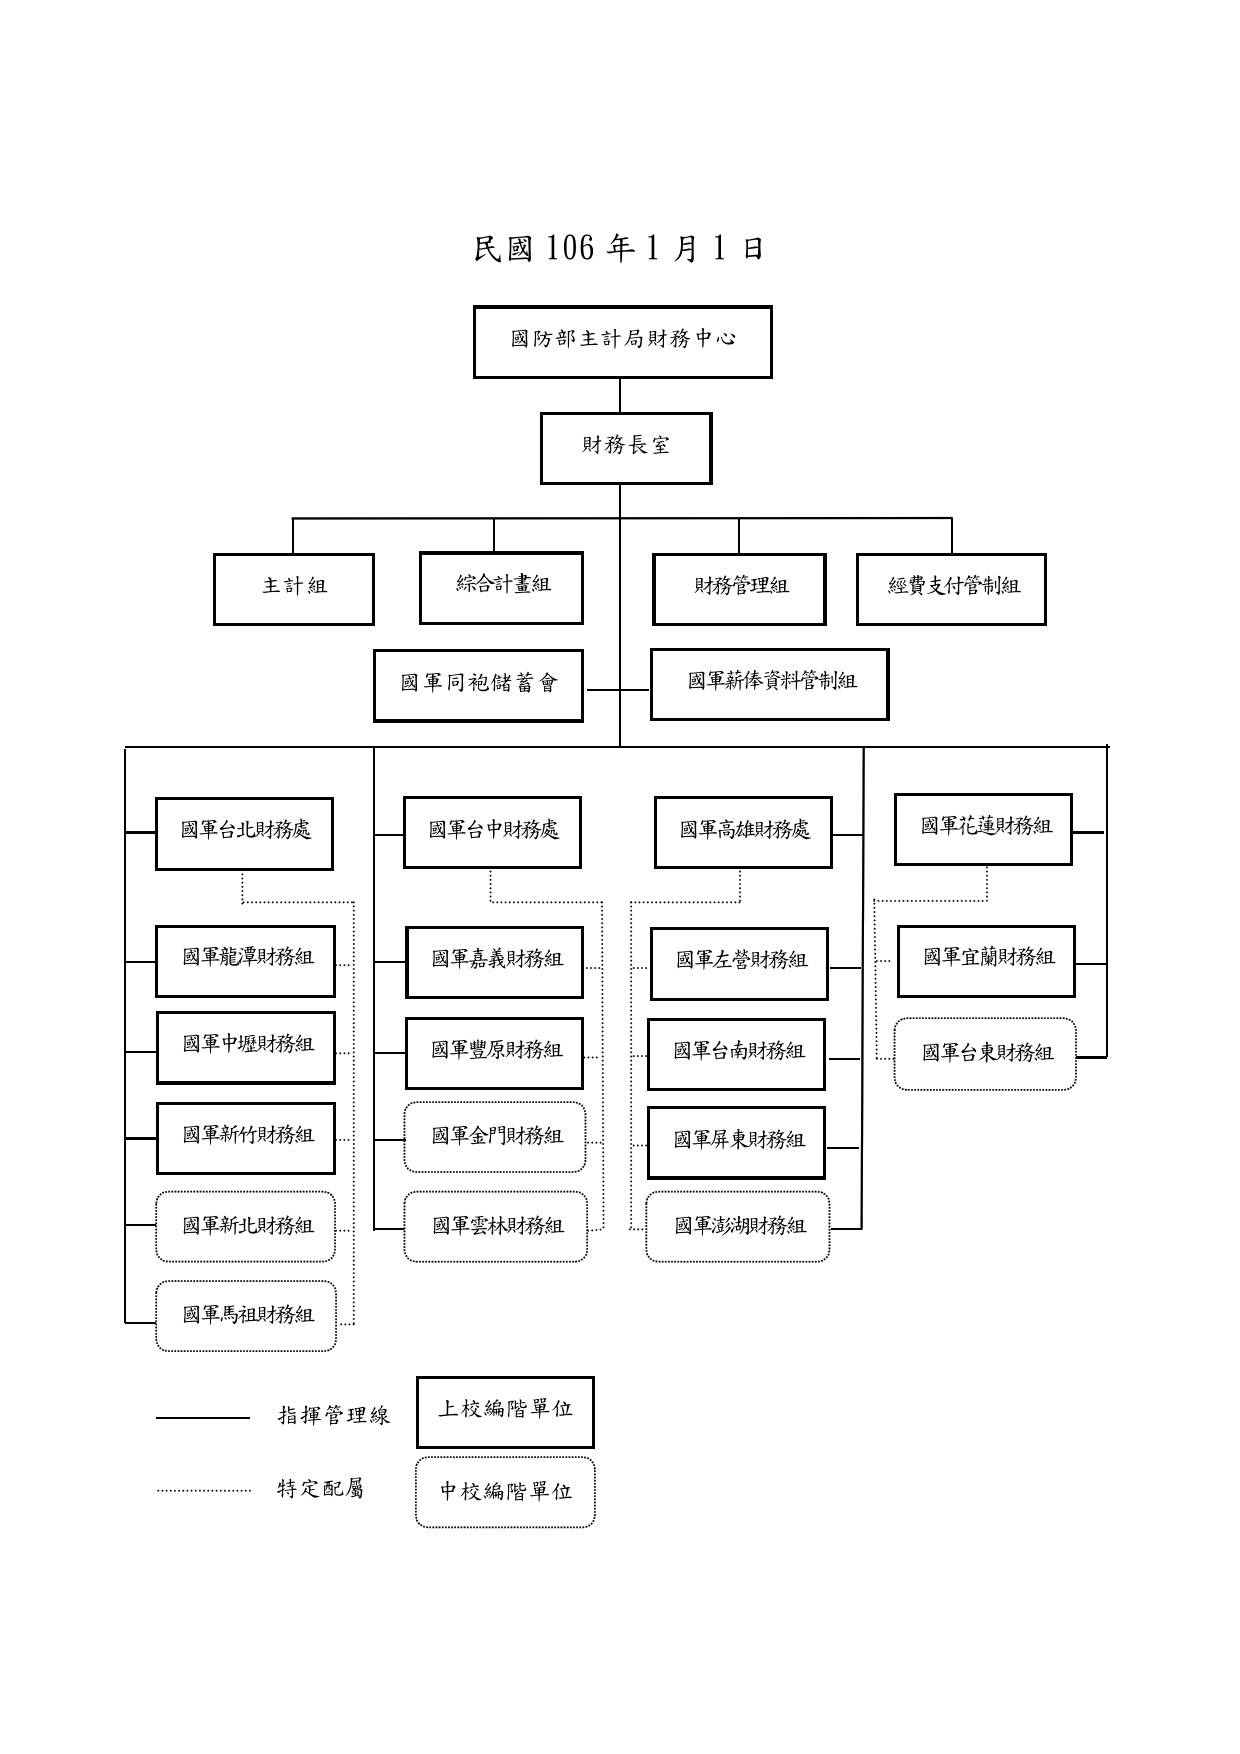 民國 106 年 1 月 1 日
國防部主計局財務中心
財務長室
主計組
綜合計畫組
財務管理組
經費支付管制組
國軍同袍儲蓄會
國軍薪俸資料管制組
國軍台北財務處
國軍台中財務處
國軍高雄財務處
國軍花蓮財務組
國軍龍潭財務組
國軍嘉義財務組
國軍左營財務組
國軍宜蘭財務組
國軍中壢財務組
國軍豐原財務組
國軍台南財務組
國軍台東財務組
國軍新竹財務組
國軍金門財務組
國軍屏東財務組
國軍新北財務組
國軍雲林財務組
國軍澎湖財務組
國軍馬祖財務組
指揮管理線
上校編階單位
特定配屬
中校編階單位